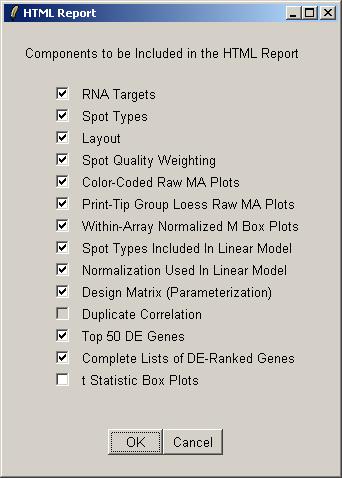 HTML Report
Components to be Included in the HTML Report
RNA Targets
Spot Types
Layout
Spot Quality Weighting
Color-Coded Raw MA Plots
Print-Tip Group Loess Raw MA Plots
Within-Array Normalized M Box Plots
Spot Types Included In Linear Model
Normalization Used In Linear Model
Design Matrix (Parameterization)
Duplicate Correlation
Top 50 DE Genes
Complete Lists of DE-Ranked Genes
t Statistic Box Plots
OK Cancel